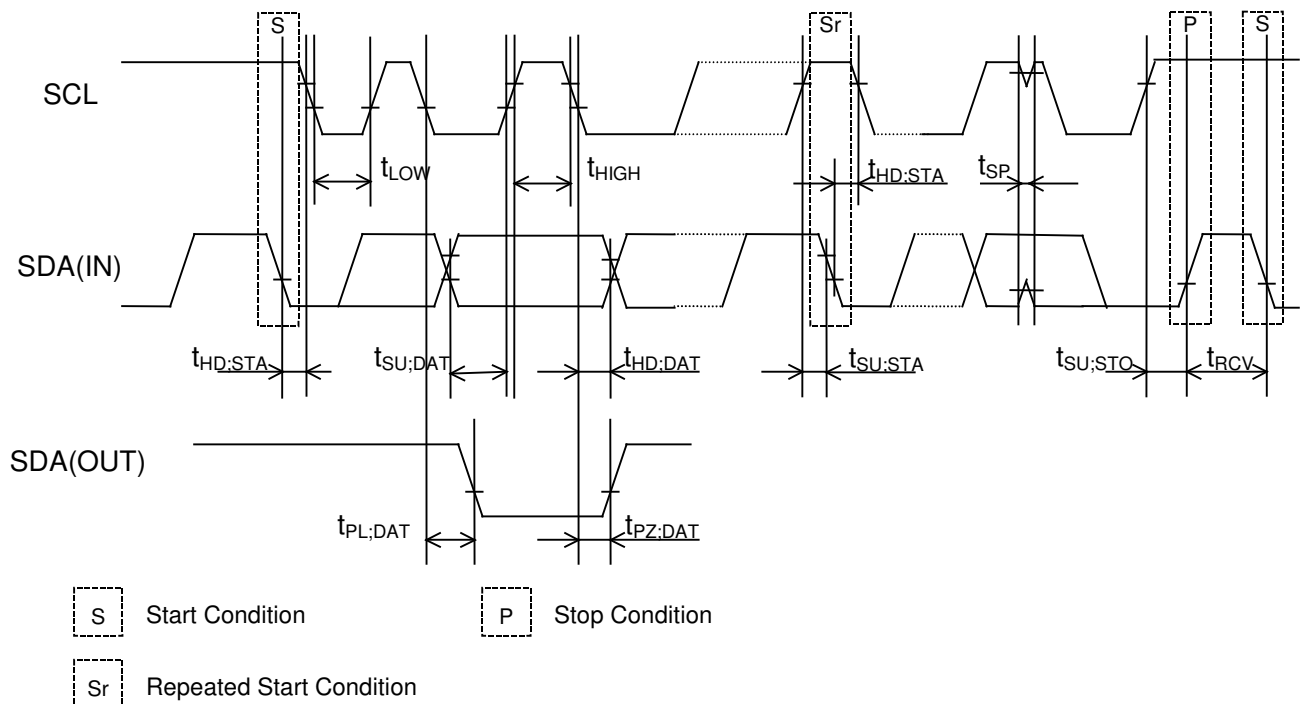 S Sr P S
SCL
tLOW tHIGH tHD;STA tSP
SDA(IN)
tHD;STA tSU;DAT tHD;DAT tSU;STA tSU;STO tRCV
SDA(OUT)
tPL;DAT tPZ;DAT
S Start Condition P Stop Condition
Sr Repeated Start Condition